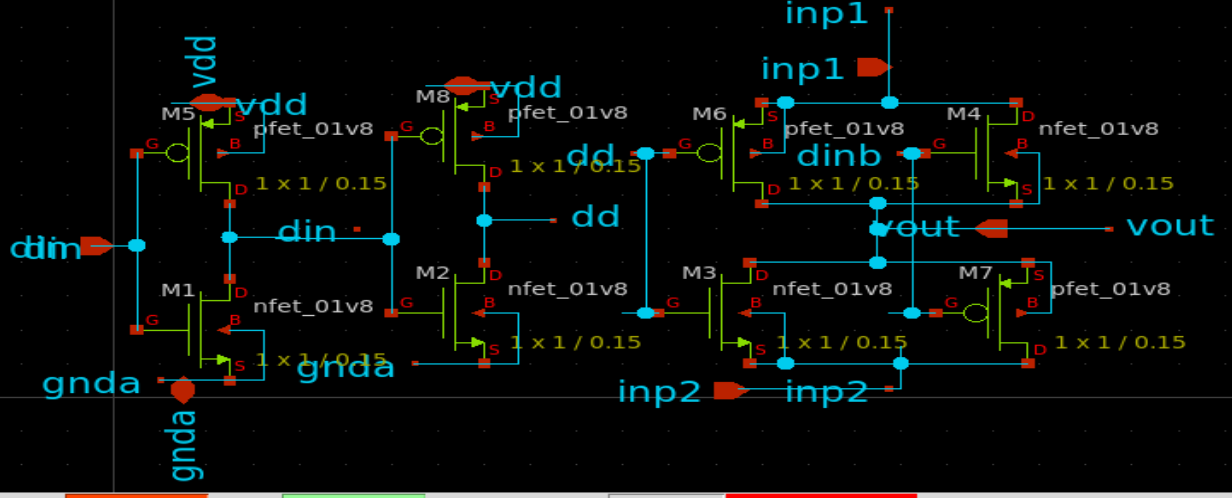 inp1
vdd
inp1
vdd
vdd
M5
pfet_01v8
G
S
B
D
1 x 1 / 0.15
M8
pfet_01v8
G
S
B
D
1 x 1 / 0.15
dd
M6
pfet_01v8
G
S
B
D
1 x 1 / 0.15
dinb
M4
nfet_01v8
G
D
B
S
1 x 1 / 0.15
din
din
dd
vout
vout
M1
nfet_01v8
G
D
B
S
1 x 1 / 0.15
M2
nfet_01v8
G
D
B
S
1 x 1 / 0.15
M3
nfet_01v8
G
D
B
S
1 x 1 / 0.15
M7
pfet_01v8
G
S
B
D
1 x 1 / 0.15
gnda
gnda
gnda
inp2
inp2